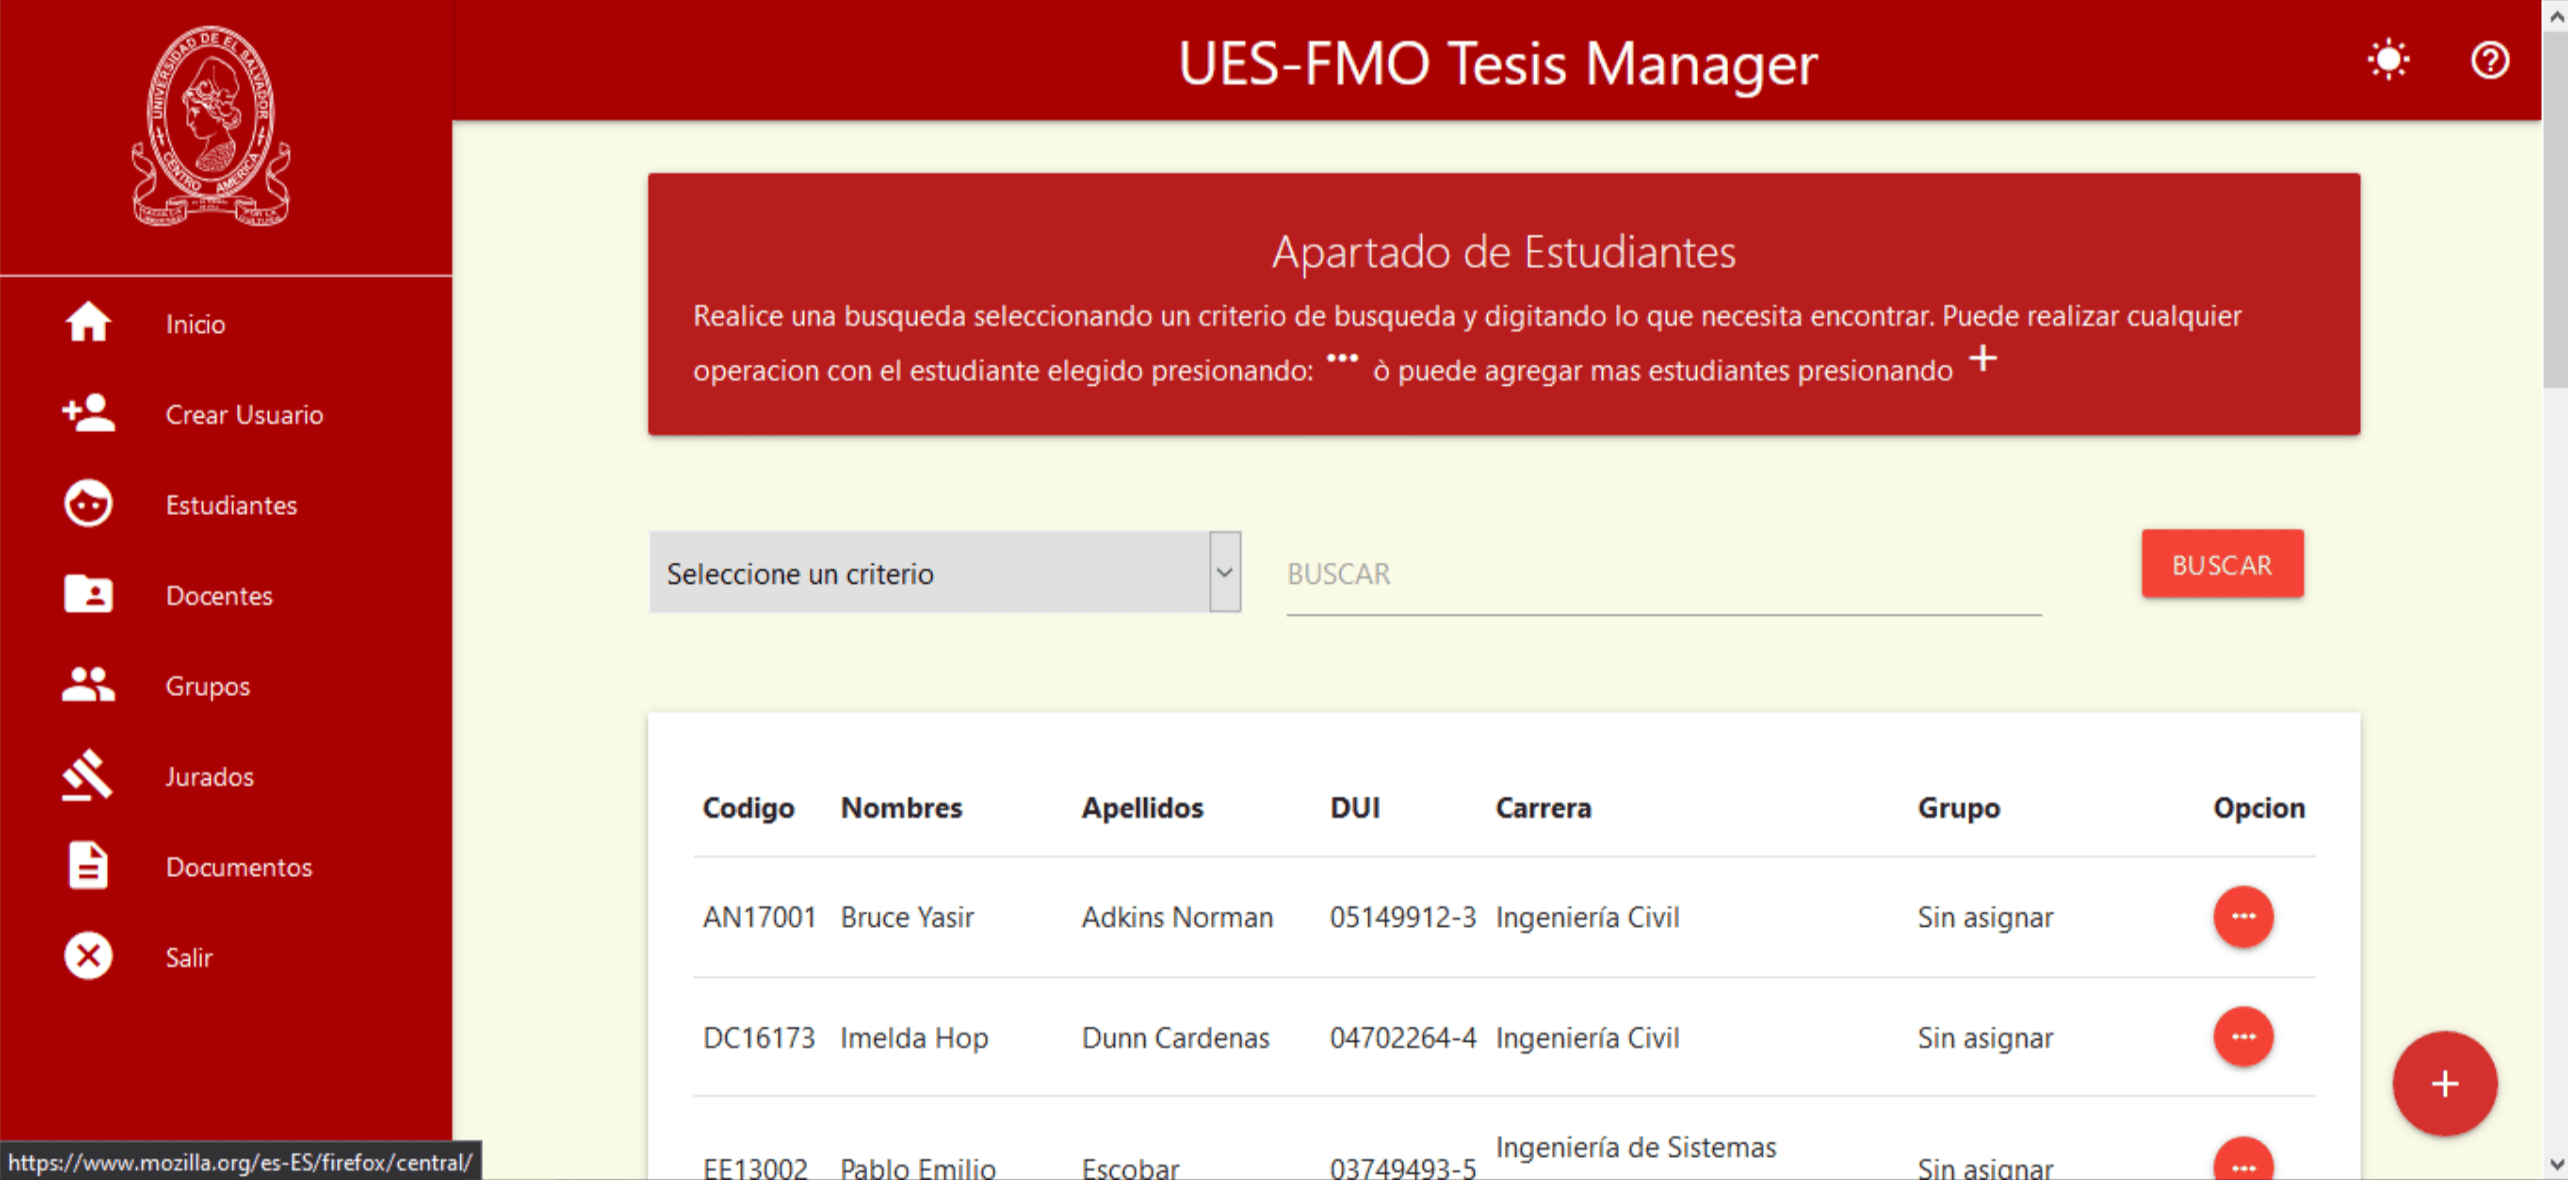 UNIVERSIDAD DE EL SALVADOR
CENTRO AMERICA
UES-FMO Tesis Manager
Inicio
Crear Usuario
Estudiantes
Docentes
Grupos
Jurados
Documentos
Salir
Apartado de Estudiantes
Realice una busqueda seleccionando un criterio de busqueda y digitando lo que necesita encontrar. Puede realizar cualquier
operacion con el estudiante elegido presionando: ••• ò puede agregar mas estudiantes presionando +
Seleccione un criterio BUSCAR BUSCAR
Codigo Nombres Apellidos DUI Carrera Grupo Opcion
AN17001 Bruce Yasir Adkins Norman 05149912-3 Ingeniería Civil Sin asignar
DC16173 Imelda Hop Dunn Cardenas 04702264-4 Ingeniería Civil Sin asignar
Ingeniería de Sistemas
EE13002 Pablo Emilio Escobar 03749493-5 Sin asignar
https://www.mozilla.org/es-ES/firefox/central/